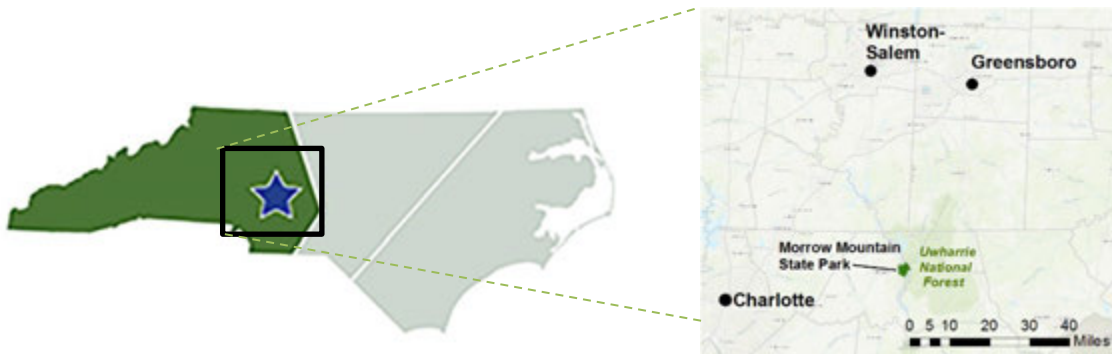 Winston-
Salem
Greensboro
Morrow Mountain
State Park
Uwharrie
National
Forest
Charlotte
0 5 10 20 30 40
Miles